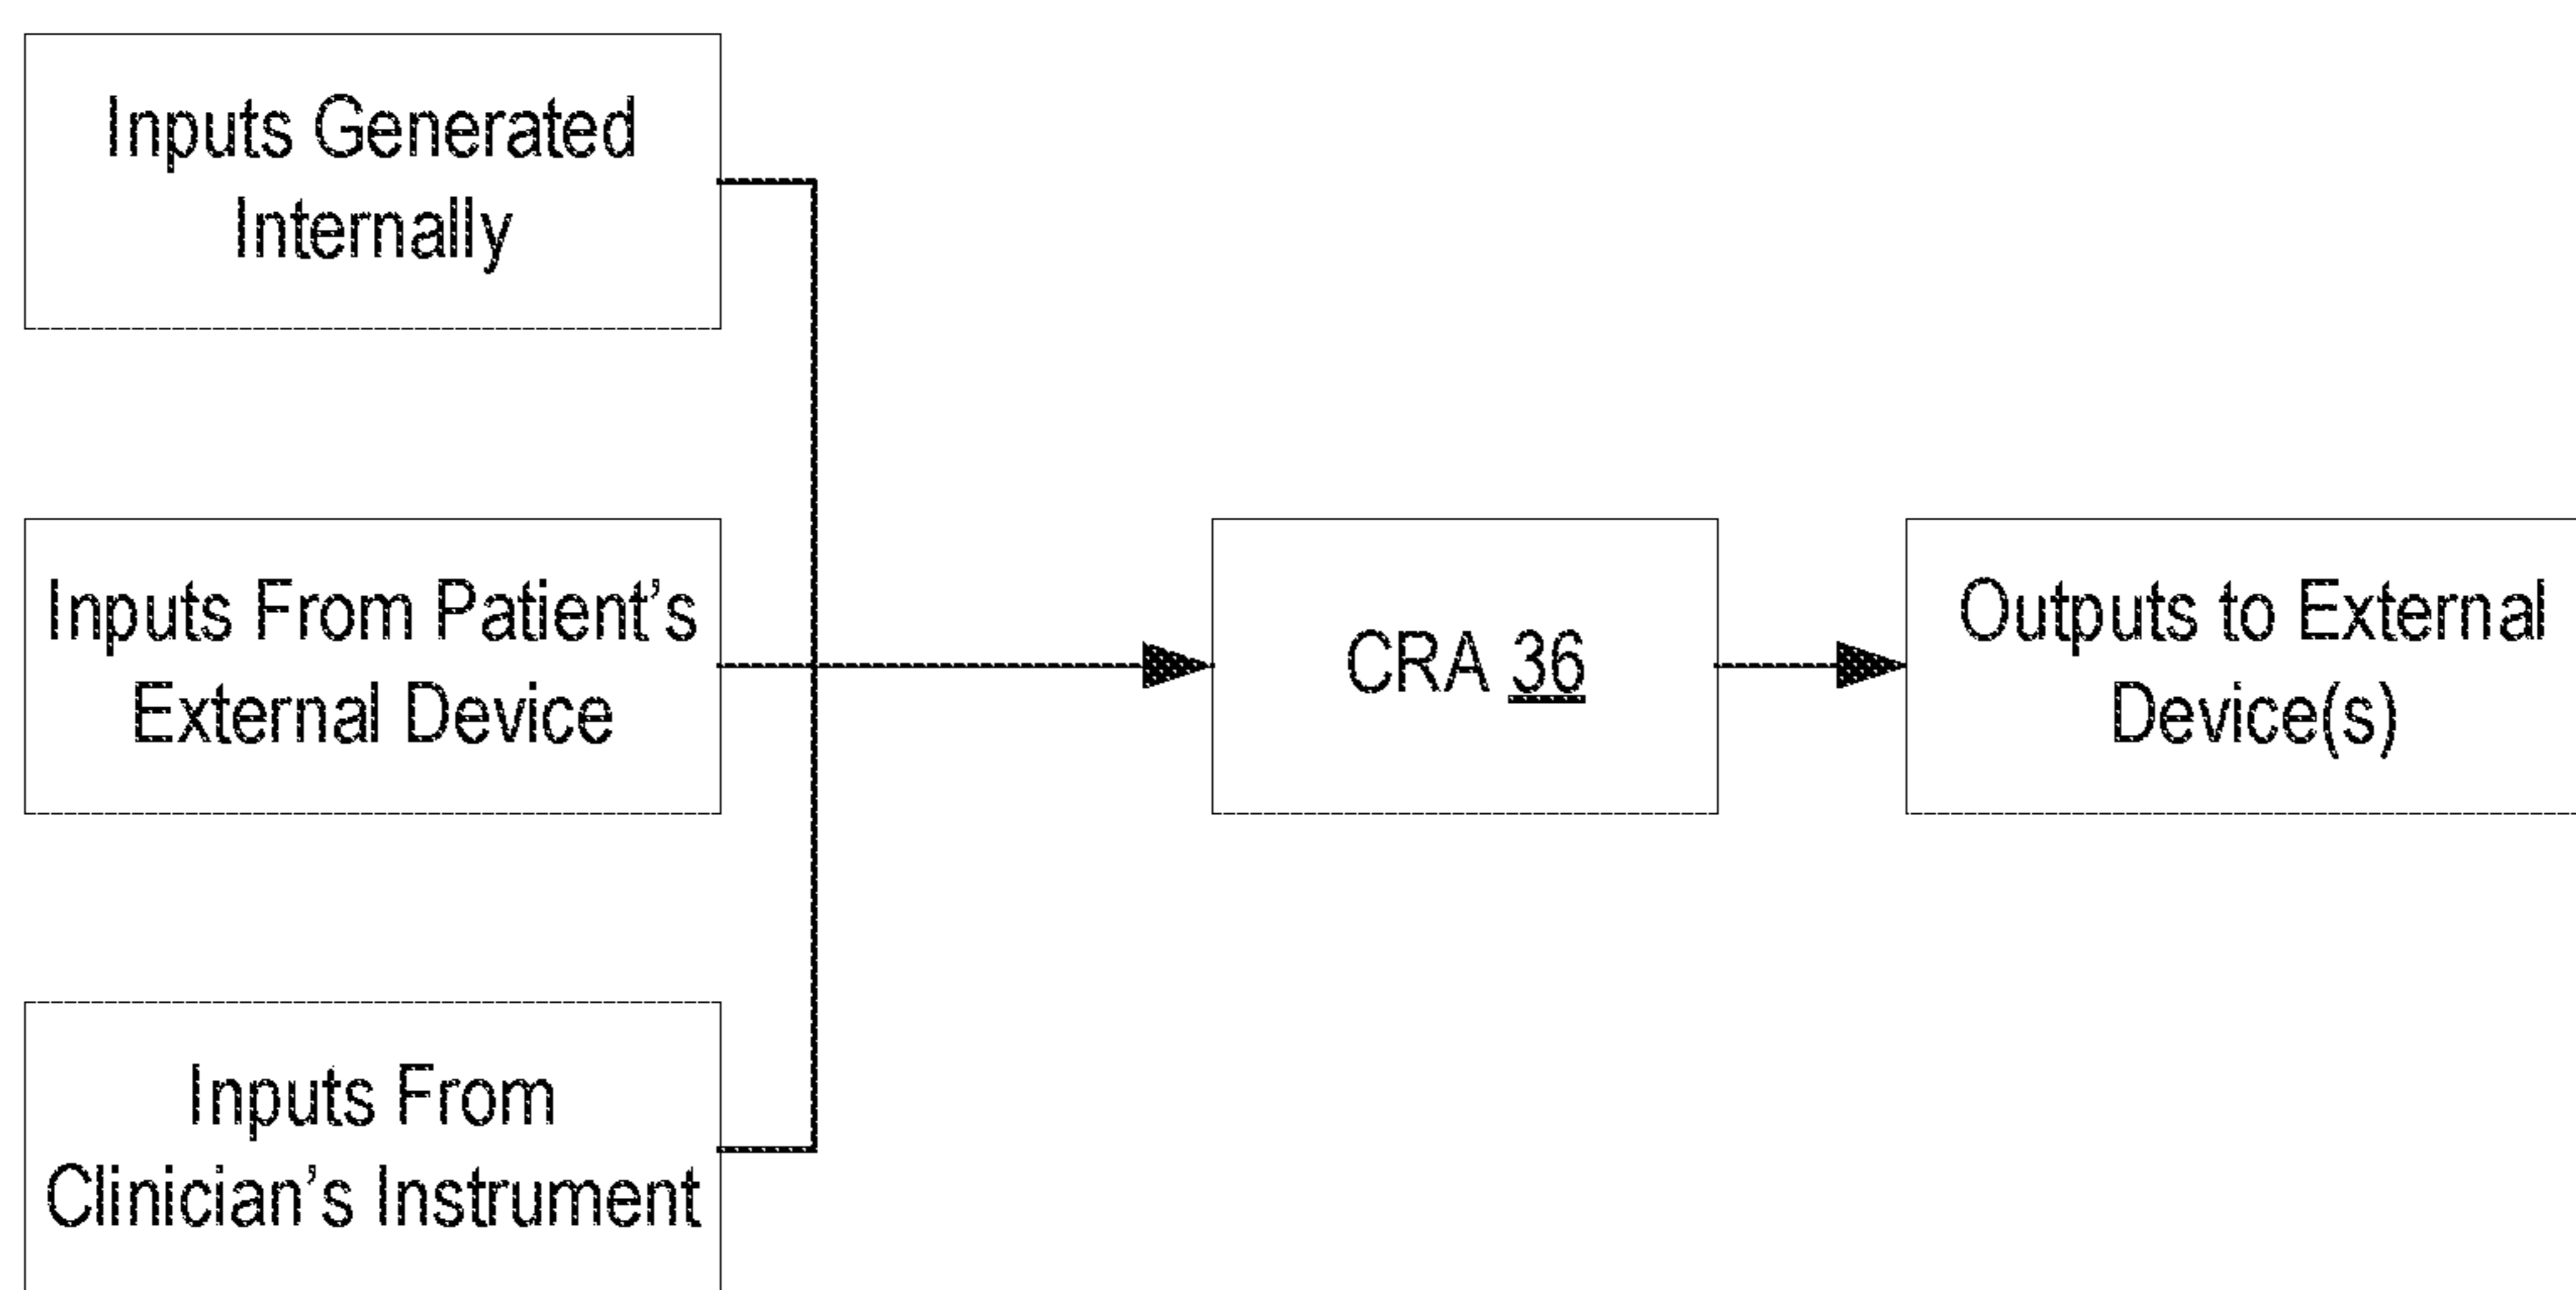 Inputs Generated
Internally
Inputs From Patient’s
External Device
Inputs From
Clinician’s Instrument
CRA 36
Outputs to External
Device(s)